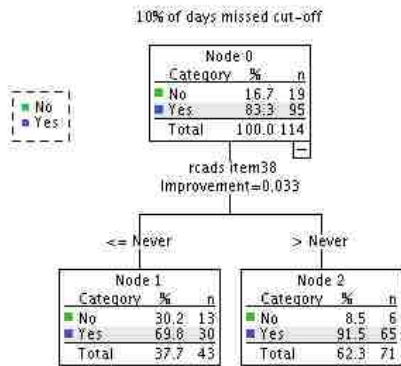 10% of days missed cut-off
No
Yes
Node 0
Category % n
No 16.7 19
Yes 83.3 95
Total 100.0 114
rcads item38
Improvement=0.033
<= Never
> Never
Node 1
Category % n
No 30.2 13
Yes 69.8 30
Total 37.7 43
Node 2
Category % n
No 8.5 6
Yes 91.5 65
Total 62.3 71